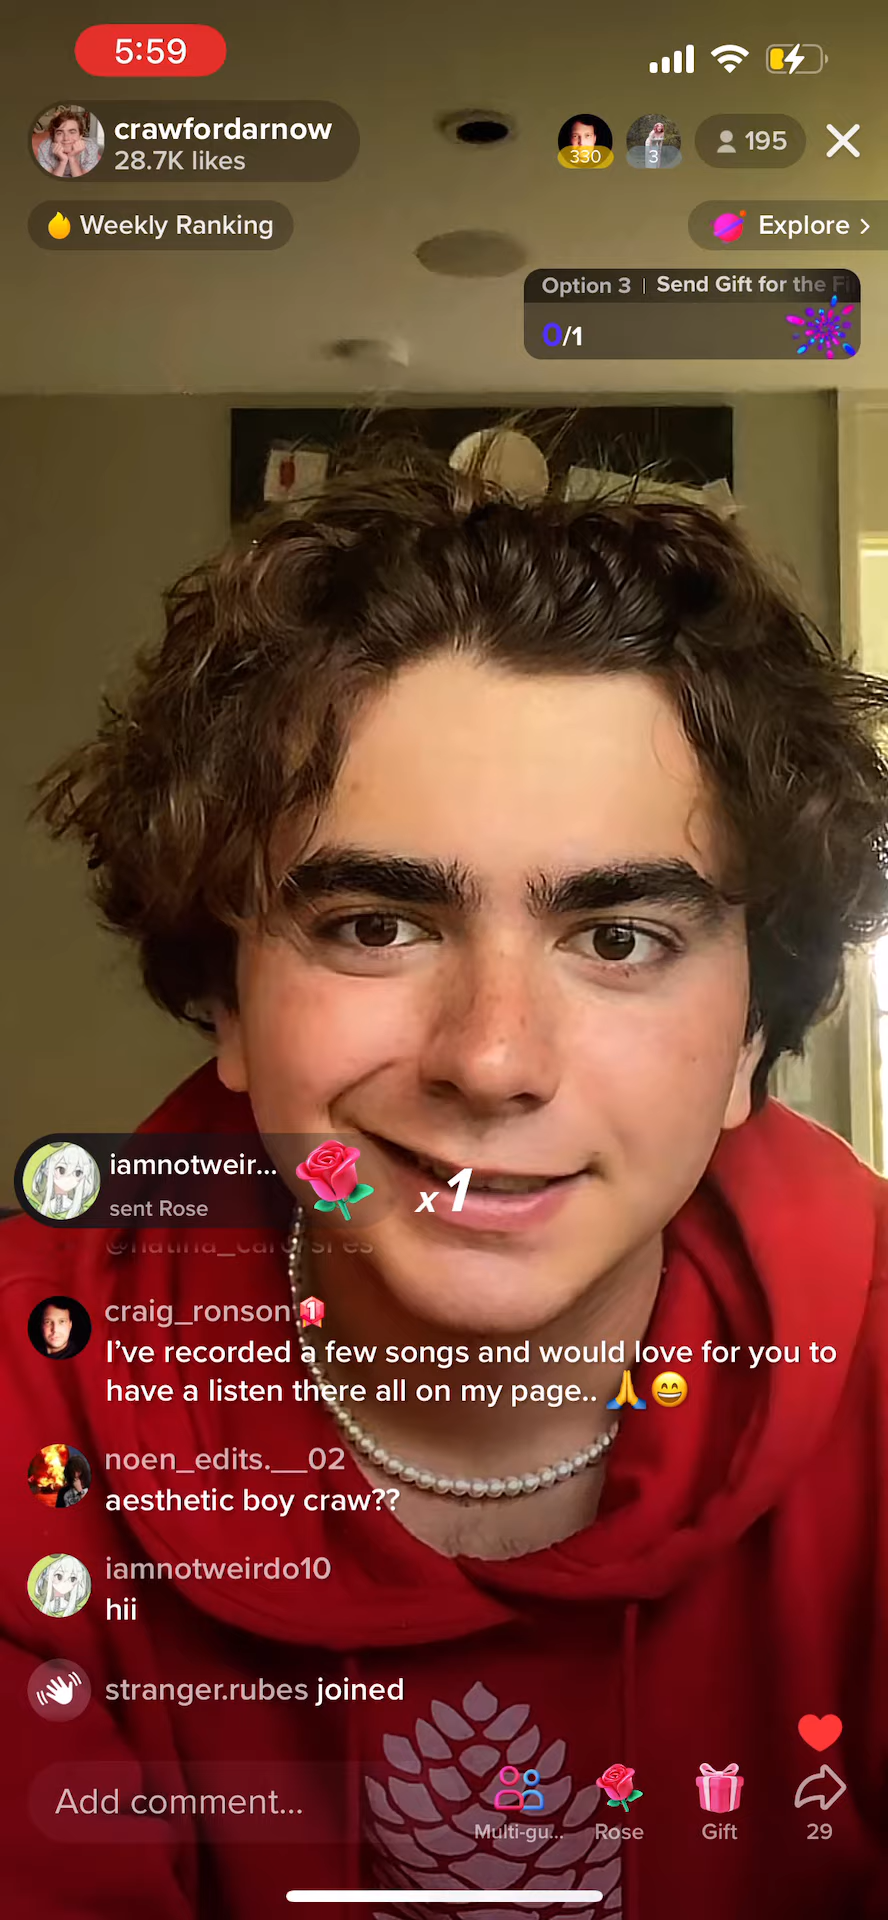 5:59
crawfordarnow
28.7K likes
330
3
195
Weekly Ranking
Explore >
Option 3 | Send Gift for the
0/1
iamnotweir...
sent Rose
x1
craig_ronson 1
I've recorded a few songs and would love for you to
have a listen there all on my page.. 🙏😄
noen_edits.__02
aesthetic boy craw??
iamnotweirdo10
hii
stranger.rubes joined
Add comment...
Multi-gu...
Rose
Gift
29